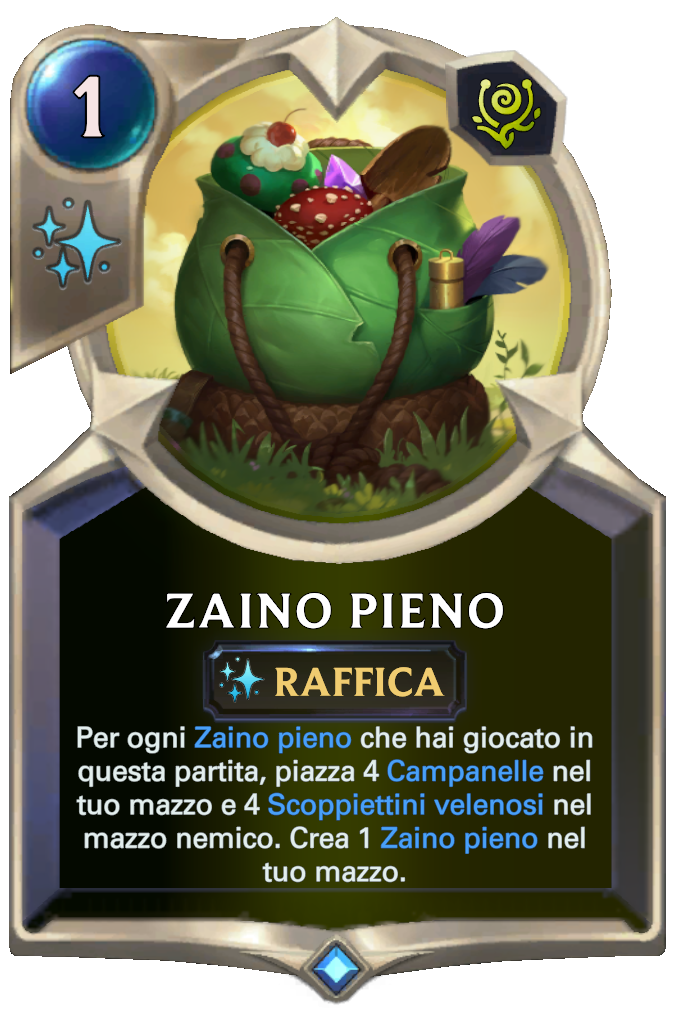 1
ZAINO PIENO
RAFFICA
Per ogni Zaino pieno che hai giocato in
questa partita, piazza 4 Campanelle nel
tuo mazzo e 4 Scoppiettini velenosi nel
mazzo nemico. Crea 1 Zaino pieno nel
tuo mazzo.